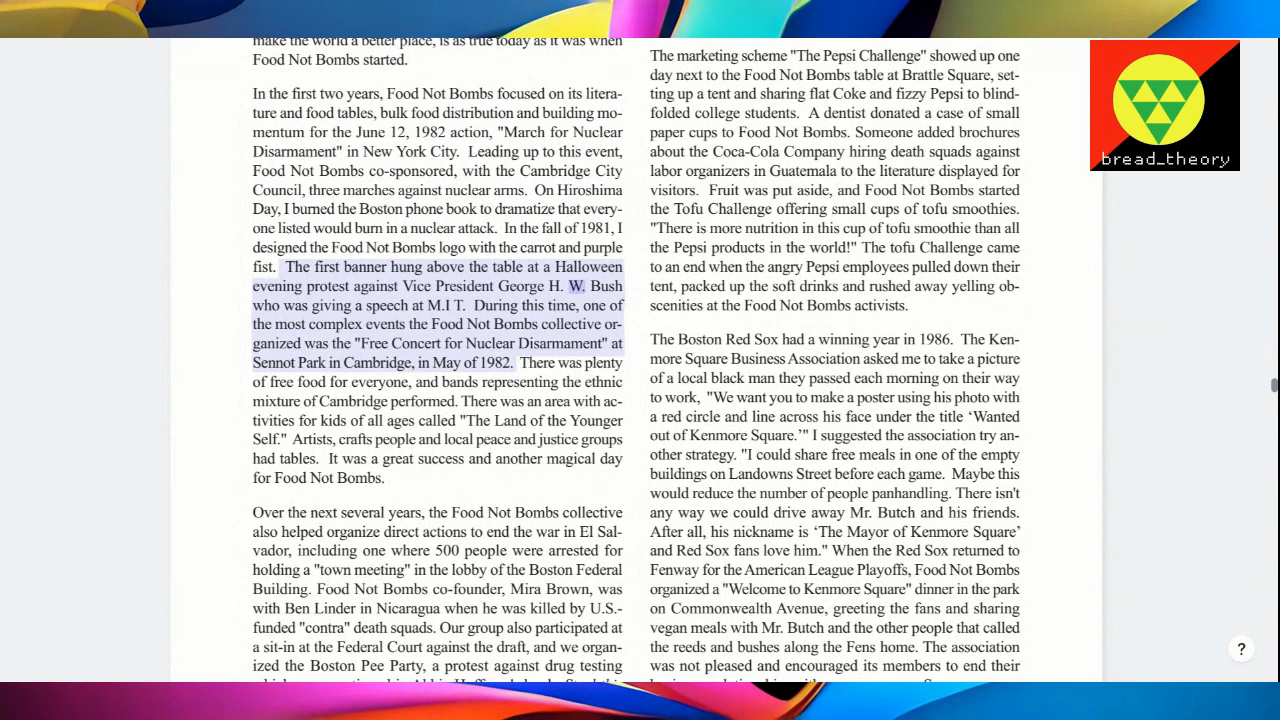 make the world a better place, is as true today as it was when
Food Not Bombs started.
In the first two years, Food Not Bombs focused on its litera-
ture and food tables, bulk food distribution and building mo-
mentum for the June 12, 1982 action, "March for Nuclear
Disarmament" in New York City. Leading up to this event,
Food Not Bombs co-sponsored, with the Cambridge City
Council, three marches against nuclear arms. On Hiroshima
Day, I burned the Boston phone book to dramatize that every-
one listed would burn in a nuclear attack. In the fall of 1981, I
designed the Food Not Bombs logo with the carrot and purple
fist. The first banner hung above the table at a Halloween
evening protest against Vice President George H. W. Bush
who was giving a speech at M.I T. During this time, one of
the most complex events the Food Not Bombs collective or-
ganized was the "Free Concert for Nuclear Disarmament" at
Sennot Park in Cambridge, in May of 1982. There was plenty
of free food for everyone, and bands representing the ethnic
mixture of Cambridge performed. There was an area with ac-
tivities for kids of all ages called "The Land of the Younger
Self." Artists, crafts people and local peace and justice groups
had tables. It was a great success and another magical day
for Food Not Bombs.
Over the next several years, the Food Not Bombs collective
also helped organize direct actions to end the war in El Sal-
vador, including one where 500 people were arrested for
holding a "town meeting" in the lobby of the Boston Federal
Building. Food Not Bombs co-founder, Mira Brown, was
with Ben Linder in Nicaragua when he was killed by U.S.-
funded "contra" death squads. Our group also participated at
a sit-in at the Federal Court against the draft, and we organ-
ized the Boston Pee Party, a protest against drug testing
The marketing scheme "The Pepsi Challenge" showed up one
day next to the Food Not Bombs table at Brattle Square, set-
ting up a tent and sharing flat Coke and fizzy Pepsi to blind-
folded college students. A dentist donated a case of small
paper cups to Food Not Bombs. Someone added brochures
about the Coca-Cola Company hiring death squads against
labor organizers in Guatemala to the literature displayed for
visitors. Fruit was put aside, and Food Not Bombs started
the Tofu Challenge offering small cups of tofu smoothies.
"There is more nutrition in this cup of tofu smoothie than all
the Pepsi products in the world!" The tofu Challenge came
to an end when the angry Pepsi employees pulled down their
tent, packed up the soft drinks and rushed away yelling ob-
scenities at the Food Not Bombs activists.
The Boston Red Sox had a winning year in 1986. The Ken-
more Square Business Association asked me to take a picture
of a local black man they passed each morning on their way
to work, "We want you to make a poster using his photo with
a red circle and line across his face under the title ‘Wanted
out of Kenmore Square.’" I suggested the association try an-
other strategy. "I could share free meals in one of the empty
buildings on Landowns Street before each game. Maybe this
would reduce the number of people panhandling. There isn't
any way we could drive away Mr. Butch and his friends.
After all, his nickname is ‘The Mayor of Kenmore Square’
and Red Sox fans love him." When the Red Sox returned to
Fenway for the American League Playoffs, Food Not Bombs
organized a "Welcome to Kenmore Square" dinner in the park
on Commonwealth Avenue, greeting the fans and sharing
vegan meals with Mr. Butch and the other people that called
the reeds and bushes along the Fens home. The association
was not pleased and encouraged its members to end their
bread_theory
?